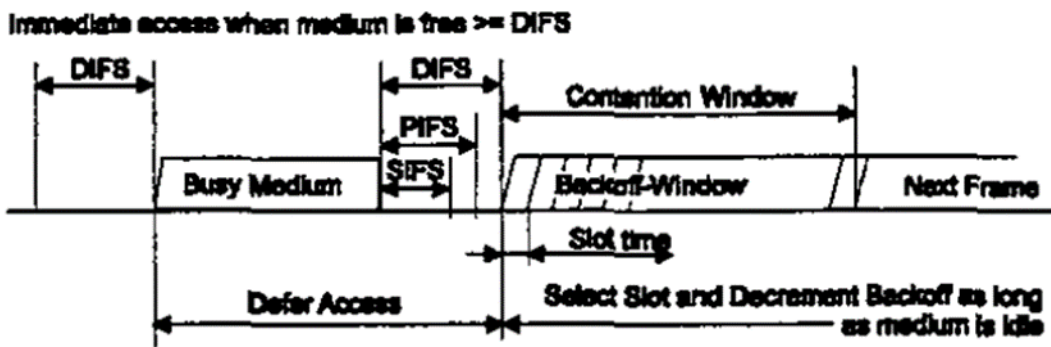 Immediate access when medium is free >= DIFS
DIFS
DIFS
Contention Window
PIFS
SIFS
Busy Medium
Backoff-Window
Next Frame
Slot time
Defer Access
Select Slot and Decrement Backoff as long
as medium is idle